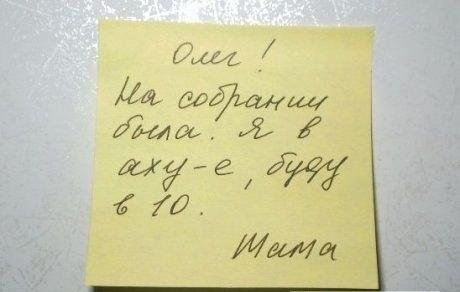 Олег!
На собрании
была. Я в
аху-е, буду
в 10.
Мама